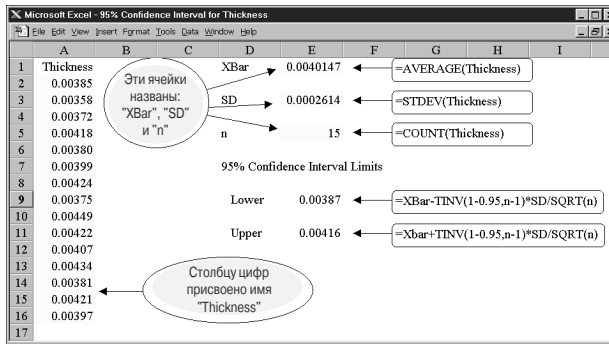 Microsoft Excel - 95% Confidence Interval for Thickness
File Edit View Insert Format Tools Data Window Help
A B C D E F G H I
1 Thickness XBar 0.0040147 =AVERAGE(Thickness)
2 0.00385
3 0.00358 SD 0.0002614 =STDEV(Thickness)
4 0.00372
5 0.00418 n 15 =COUNT(Thickness)
6 0.00380
7 0.00399 95% Confidence Interval Limits
8 0.00424
9 0.00375 Lower 0.00387 =XBar-TINV(1-0.95,n-1)*SD/SQRT(n)
10 0.00449
11 0.00422 Upper 0.00416 =Xbar+TINV(1-0.95,n-1)*SD/SQRT(n)
12 0.00407
13 0.00434
14 0.00381
15 0.00421
16 0.00397
17
Эти ячейки
названы:
"XBar", "SD"
и "n"
Столбцу цифр
присвоено имя
"Thickness"